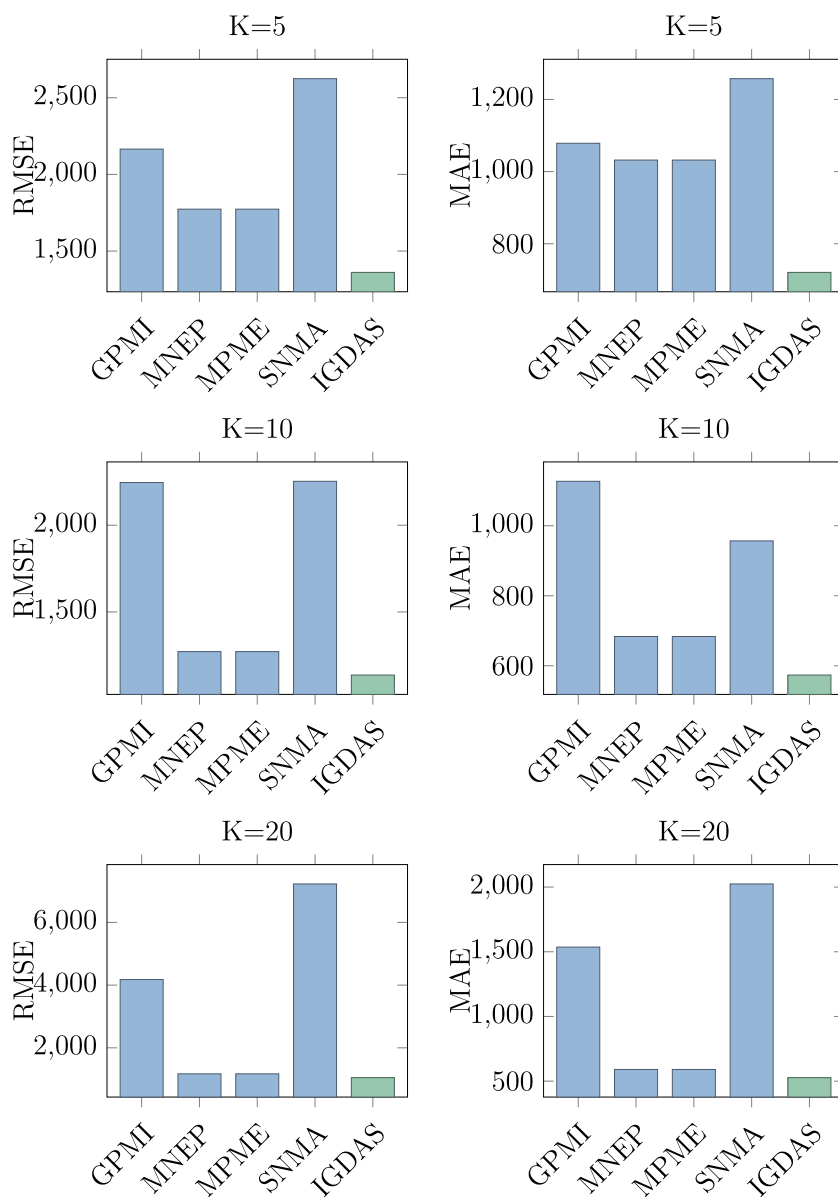 K=5
RMSE
2,500
2,000
1,500
GPMI
MNEP
MPME
SNMA
IGDAS
K=5
MAE
1,200
1,000
800
GPMI
MNEP
MPME
SNMA
IGDAS
K=10
RMSE
2,000
1,500
GPMI
MNEP
MPME
SNMA
IGDAS
K=10
MAE
1,000
800
600
GPMI
MNEP
MPME
SNMA
IGDAS
K=20
RMSE
6,000
4,000
2,000
GPMI
MNEP
MPME
SNMA
IGDAS
K=20
MAE
2,000
1,500
1,000
500
GPMI
MNEP
MPME
SNMA
IGDAS